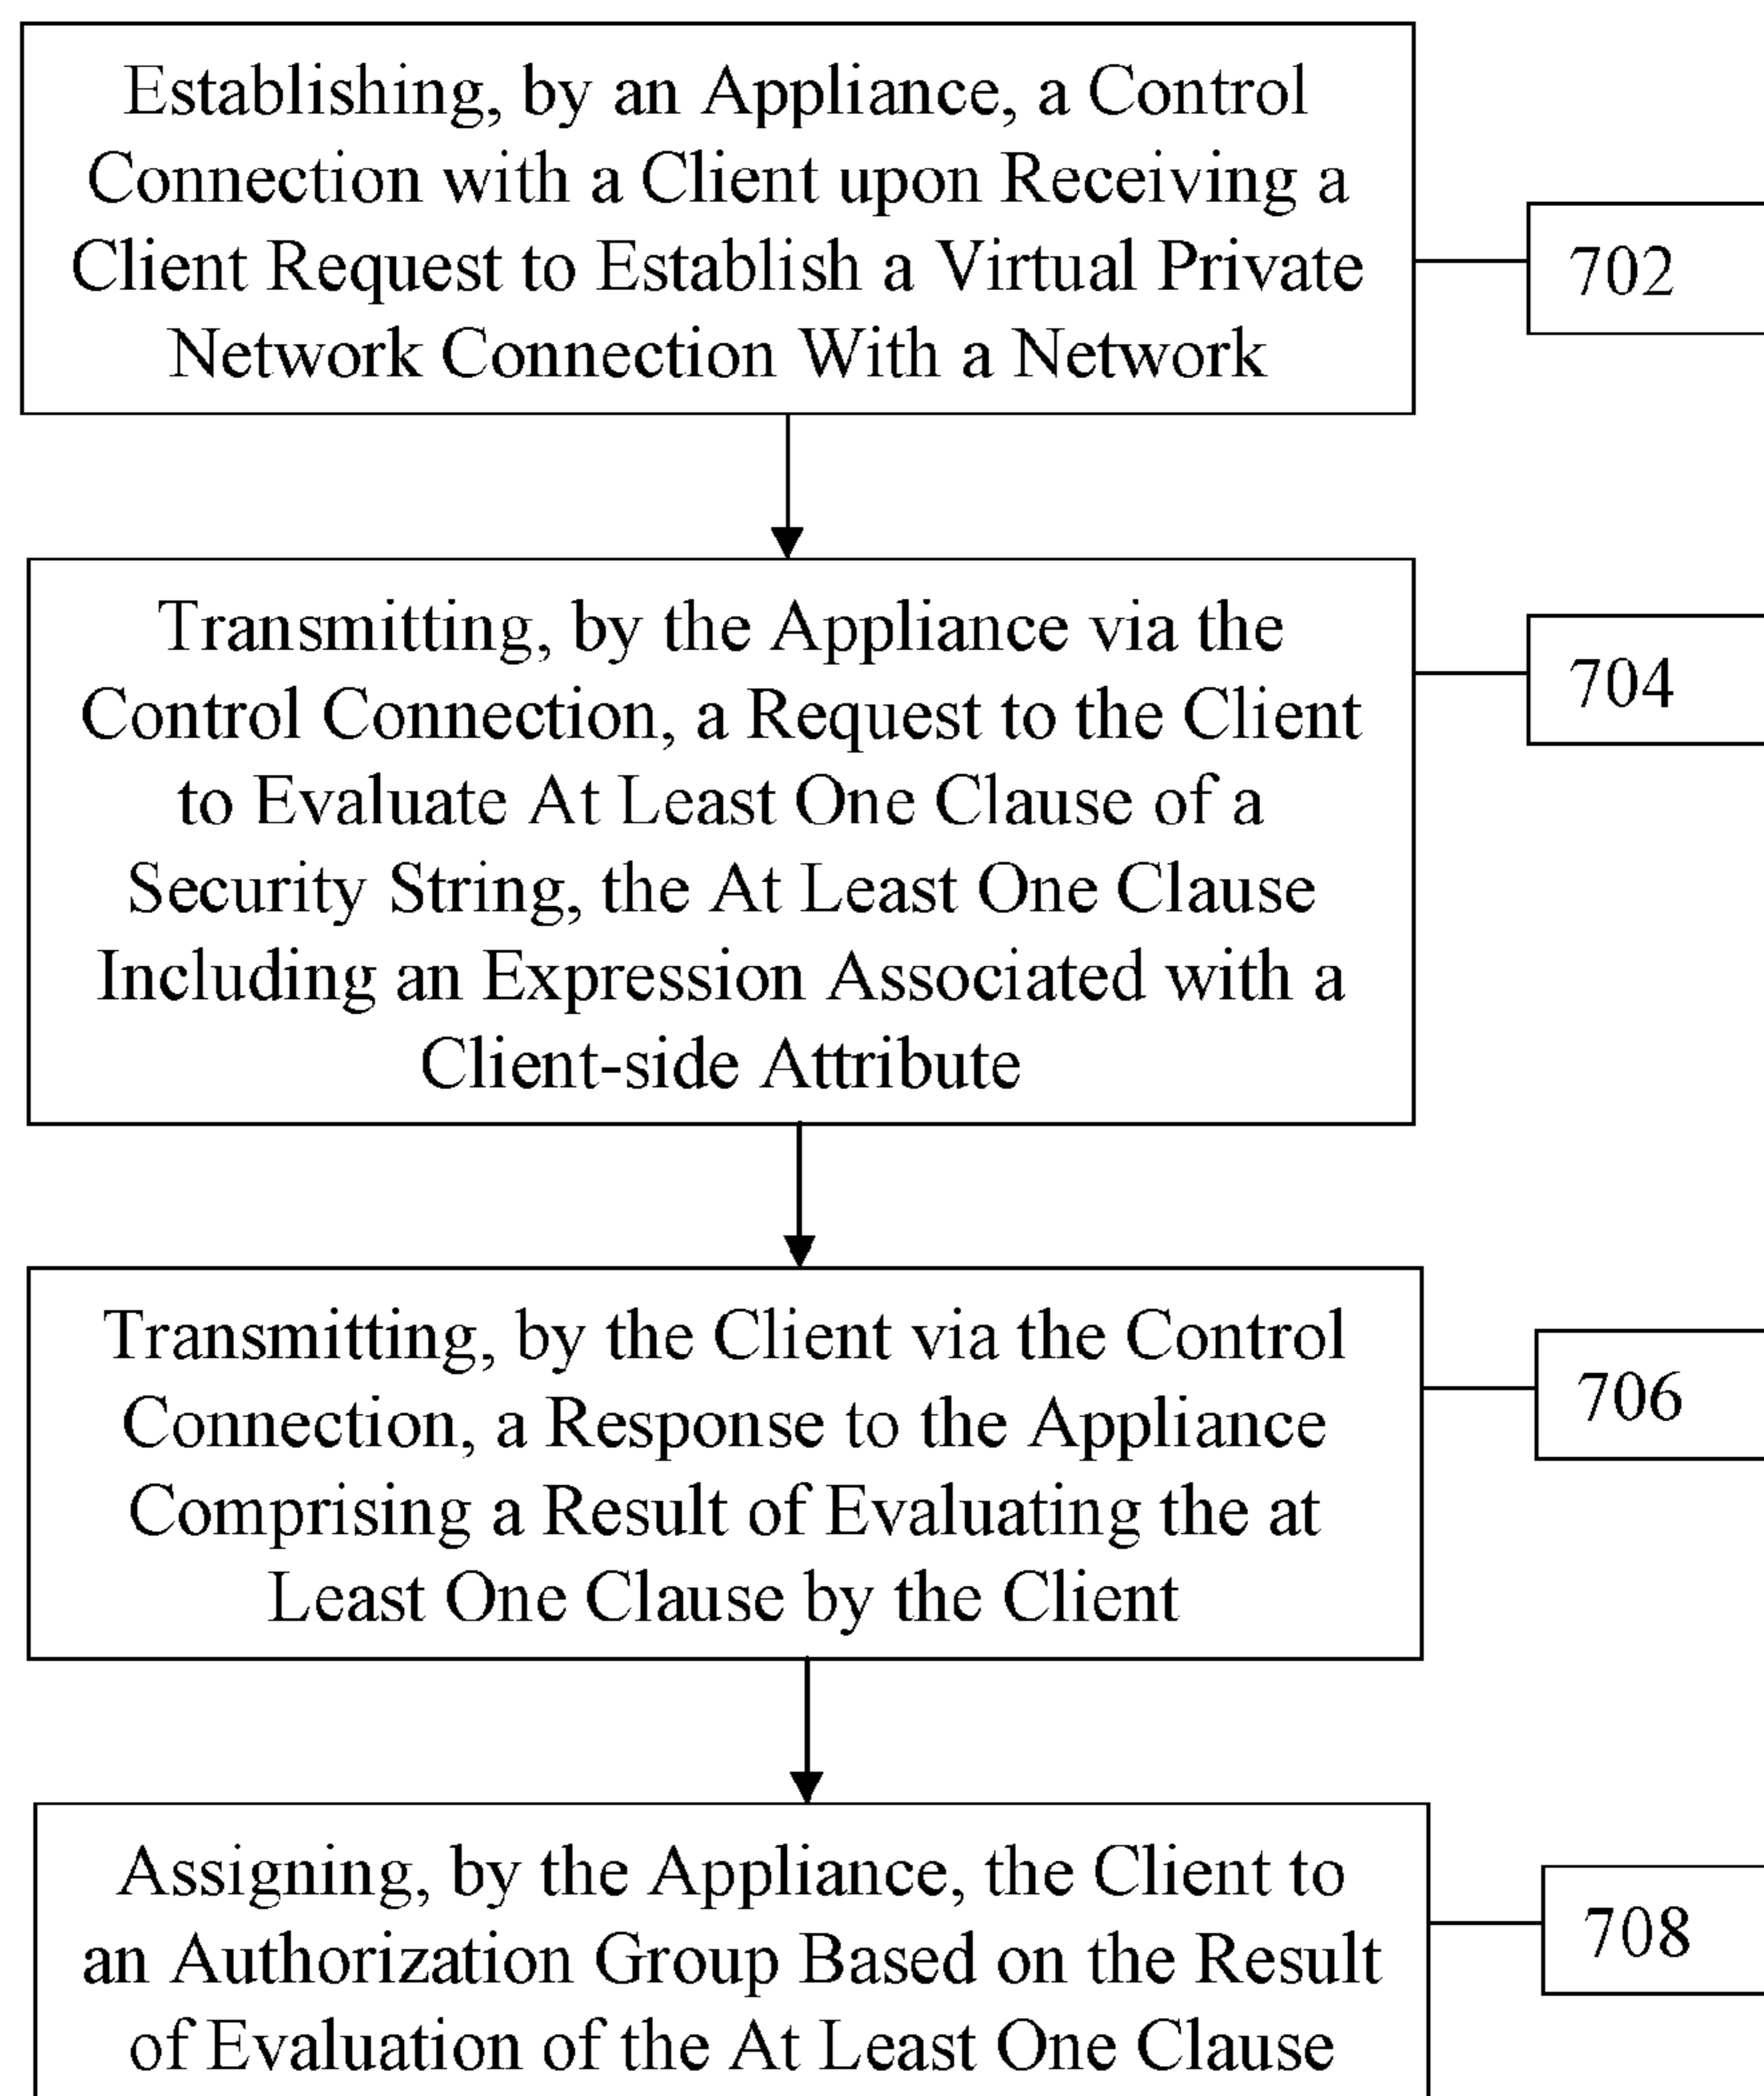 Establishing, by an Appliance, a Control
Connection with a Client upon Receiving a
Client Request to Establish a Virtual Private
Network Connection With a Network
702
Transmitting, by the Appliance via the
Control Connection, a Request to the Client
to Evaluate At Least One Clause of a
Security String, the At Least One Clause
Including an Expression Associated with a
Client-side Attribute
704
Transmitting, by the Client via the Control
Connection, a Response to the Appliance
Comprising a Result of Evaluating the at
Least One Clause by the Client
706
Assigning, by the Appliance, the Client to
an Authorization Group Based on the Result
of Evaluation of the At Least One Clause
708